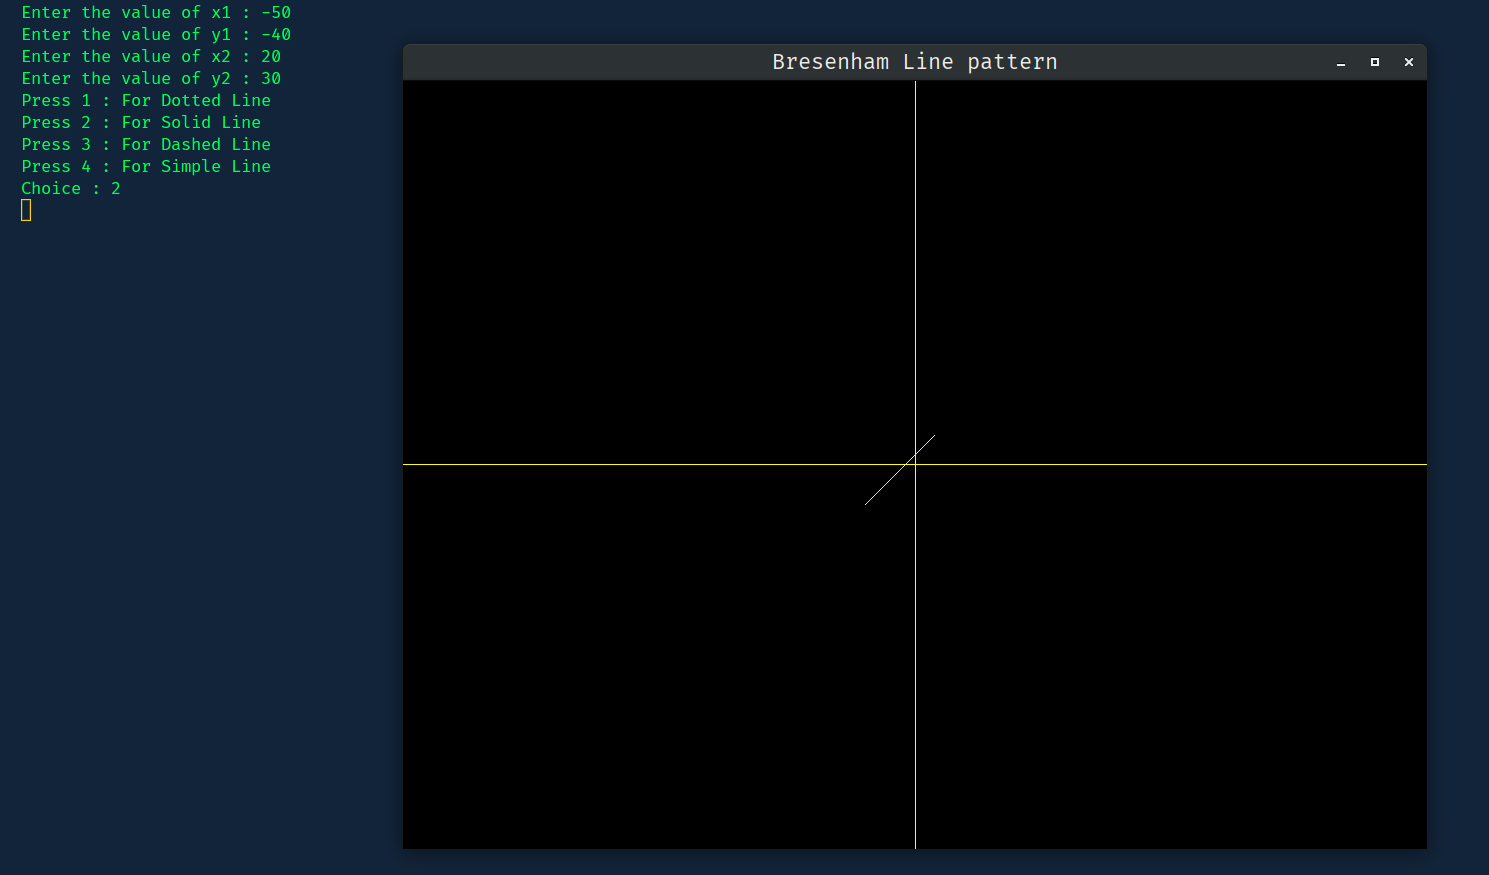 Enter the value of x1 : -50
Enter the value of y1 : -40
Enter the value of x2 : 20
Enter the value of y2 : 30
Press 1 : For Dotted Line
Press 2 : For Solid Line
Press 3 : For Dashed Line
Press 4 : For Simple Line
Choice : 2
Bresenham Line pattern